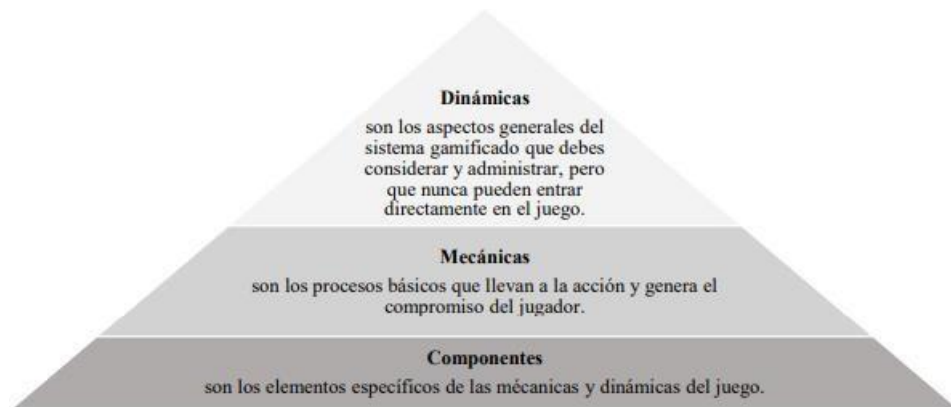 Dinámicas
son los aspectos generales del
sistema gamificado que debes
considerar y administrar, pero
que nunca pueden entrar
directamente en el juego.
Mecánicas
son los procesos básicos que llevan a la acción y genera el
compromiso del jugador.
Componentes
son los elementos específicos de las mécanicas y dinámicas del juego.